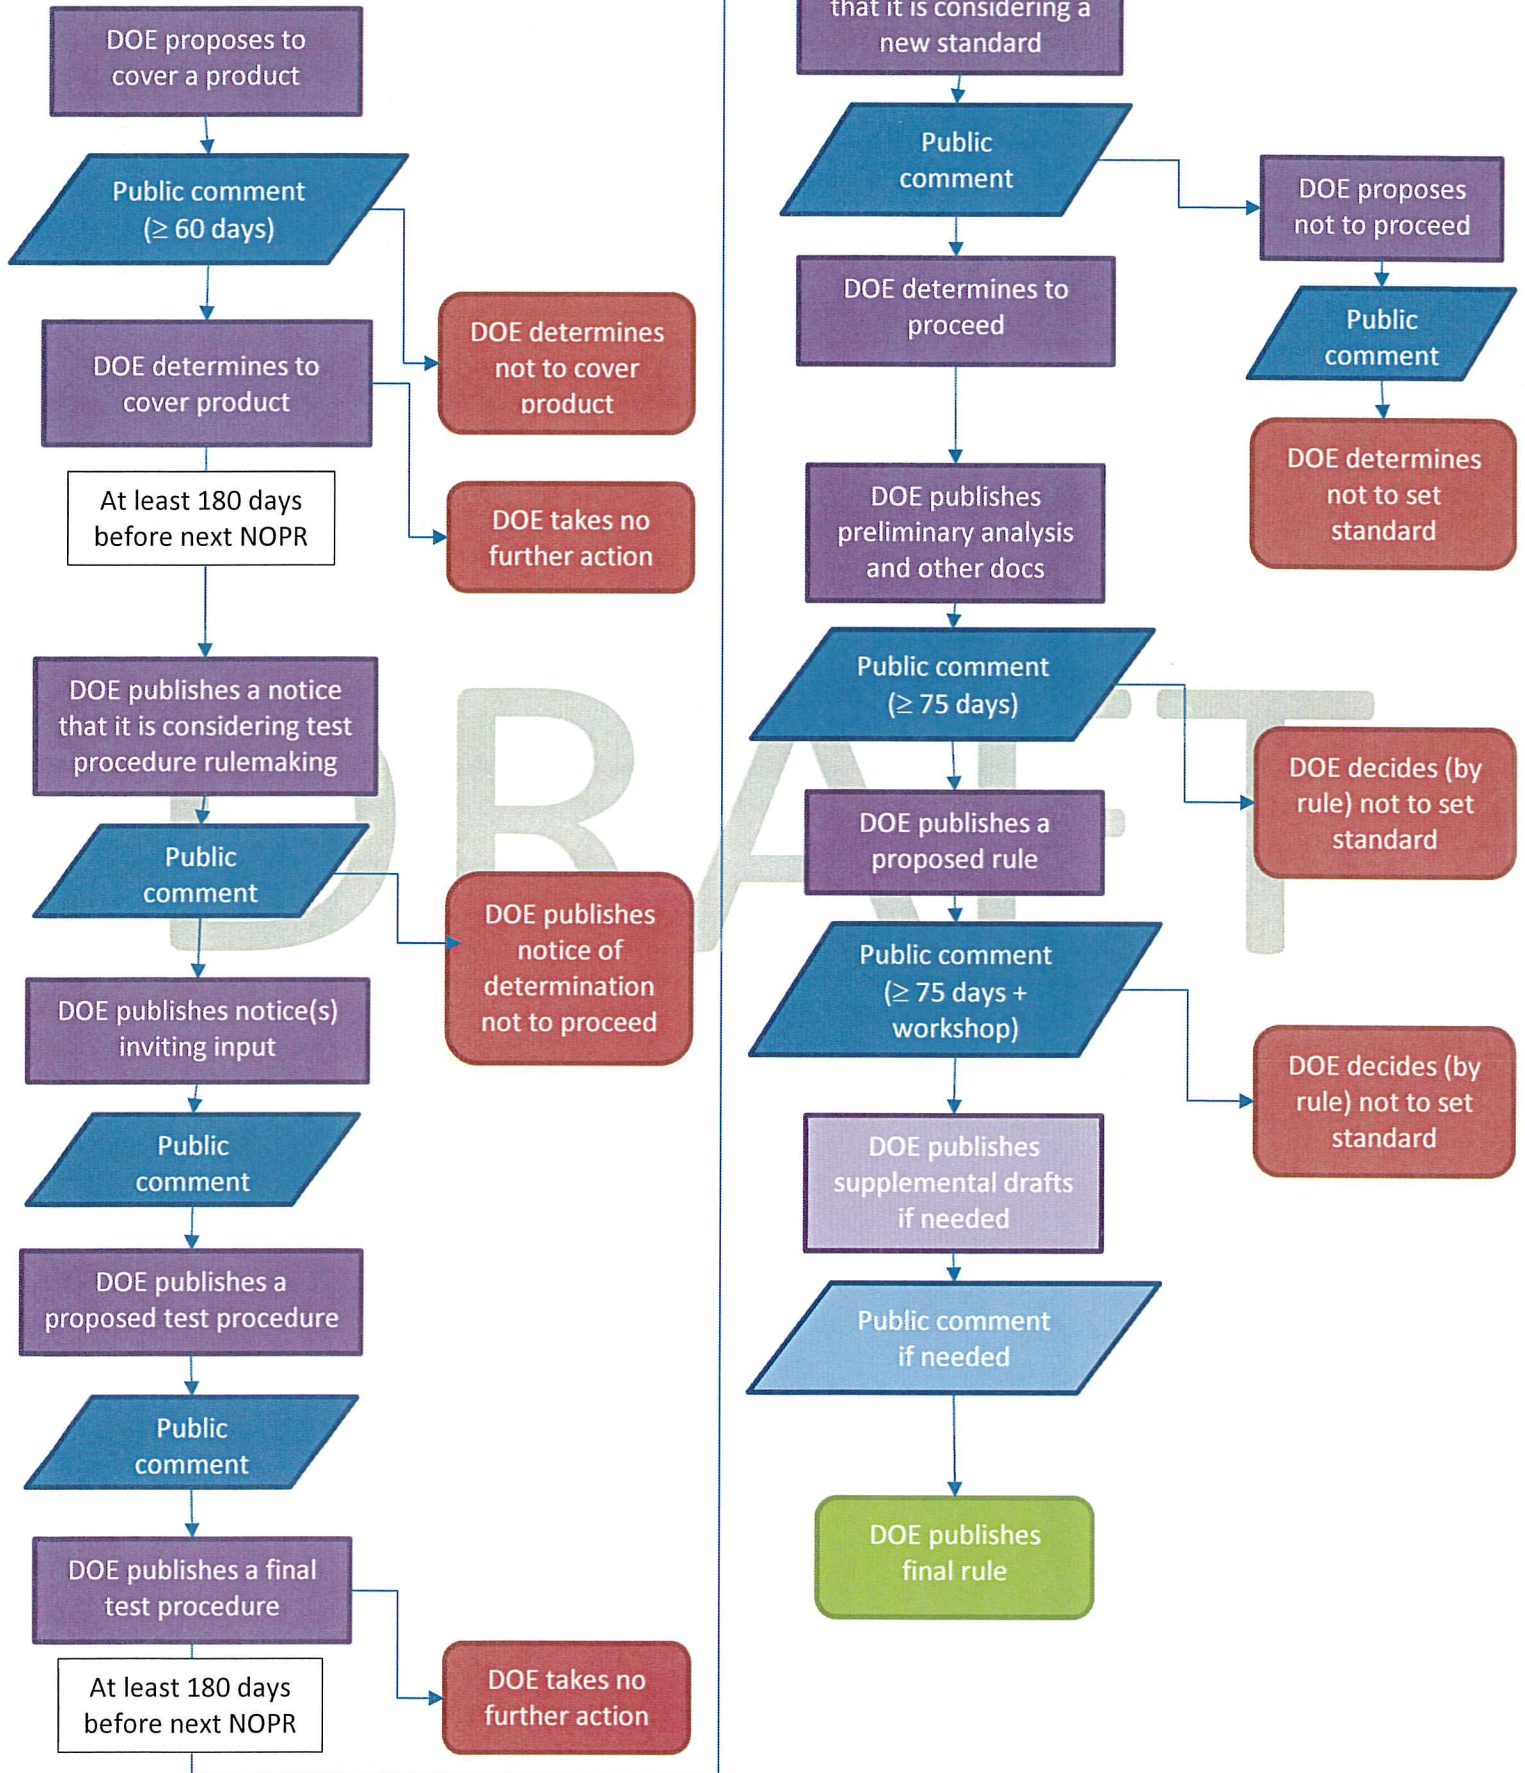 DOE proposes to
cover a product
Public comment
(≥ 60 days)
DOE determines to
cover product
DOE determines
not to cover
product
At least 180 days
before next NOPR
DOE takes no
further action
DOE publishes a notice
that it is considering test
procedure rulemaking
Public
comment
DOE publishes
notice of
determination
not to proceed
DOE publishes notice(s)
inviting input
Public
comment
DOE publishes a
proposed test procedure
Public
comment
DOE publishes a final
test procedure
DOE takes no
further action
At least 180 days
before next NOPR
that it is considering a
new standard
Public
comment
DOE proposes
not to proceed
DOE determines to
proceed
Public
comment
DOE determines
not to set
standard
DOE publishes
preliminary analysis
and other docs
Public comment
(≥ 75 days)
DOE decides (by
rule) not to set
standard
DOE publishes a
proposed rule
Public comment
(≥ 75 days +
workshop)
DOE decides (by
rule) not to set
standard
DOE publishes
supplemental drafts
if needed
Public comment
if needed
DOE publishes
final rule
DRAFT